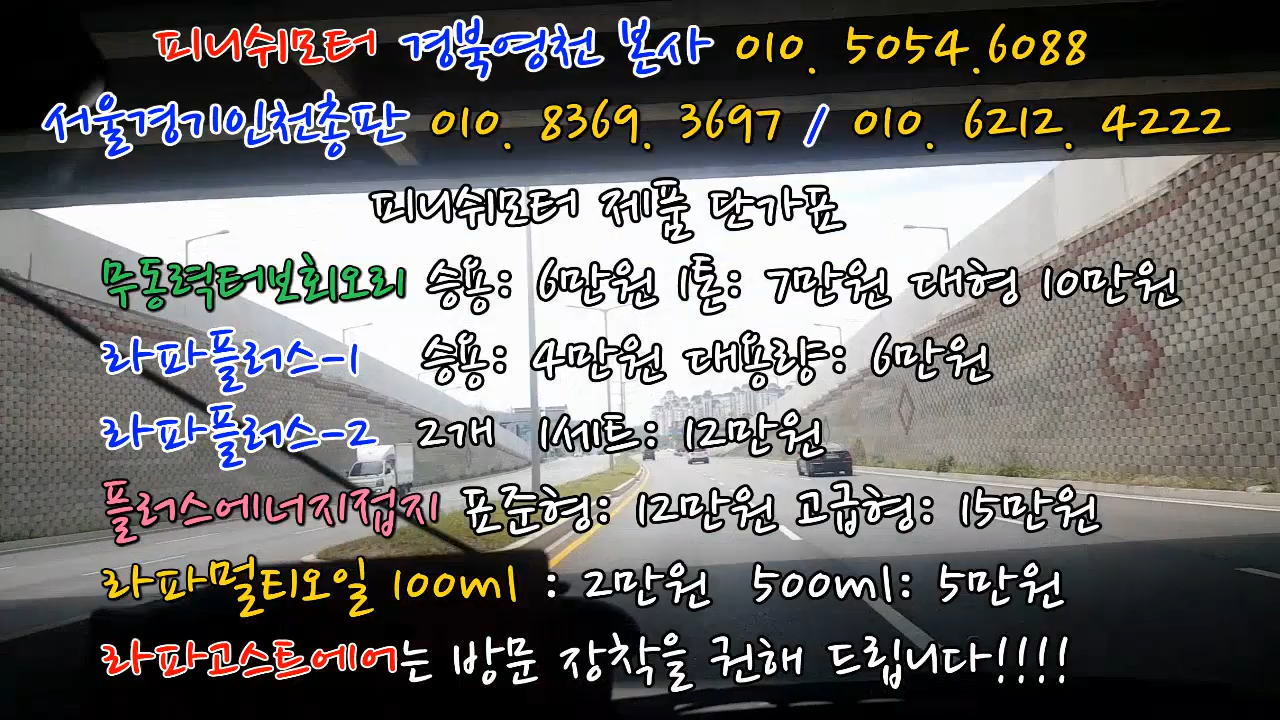 피니쉬모터 경북영천 본사 010. 5054.6088
서울경기인천총판 010. 8369. 3697 / 010. 6212. 4222
피니쉬모터 제품 단가표
무동력터보회오리 승용: 6만원 1톤: 7만원 대형 10만원
라파플러스-1 승용: 4만원 대용량: 6만원
라파플러스-2 2개 1세트: 12만원
플러스에너지접지 표준형: 12만원 고급형: 15만원
라파멀티오일 100ml : 2만원 500ml: 5만원
라파고스트에어는 방문 장착을 권해 드립니다!!!!